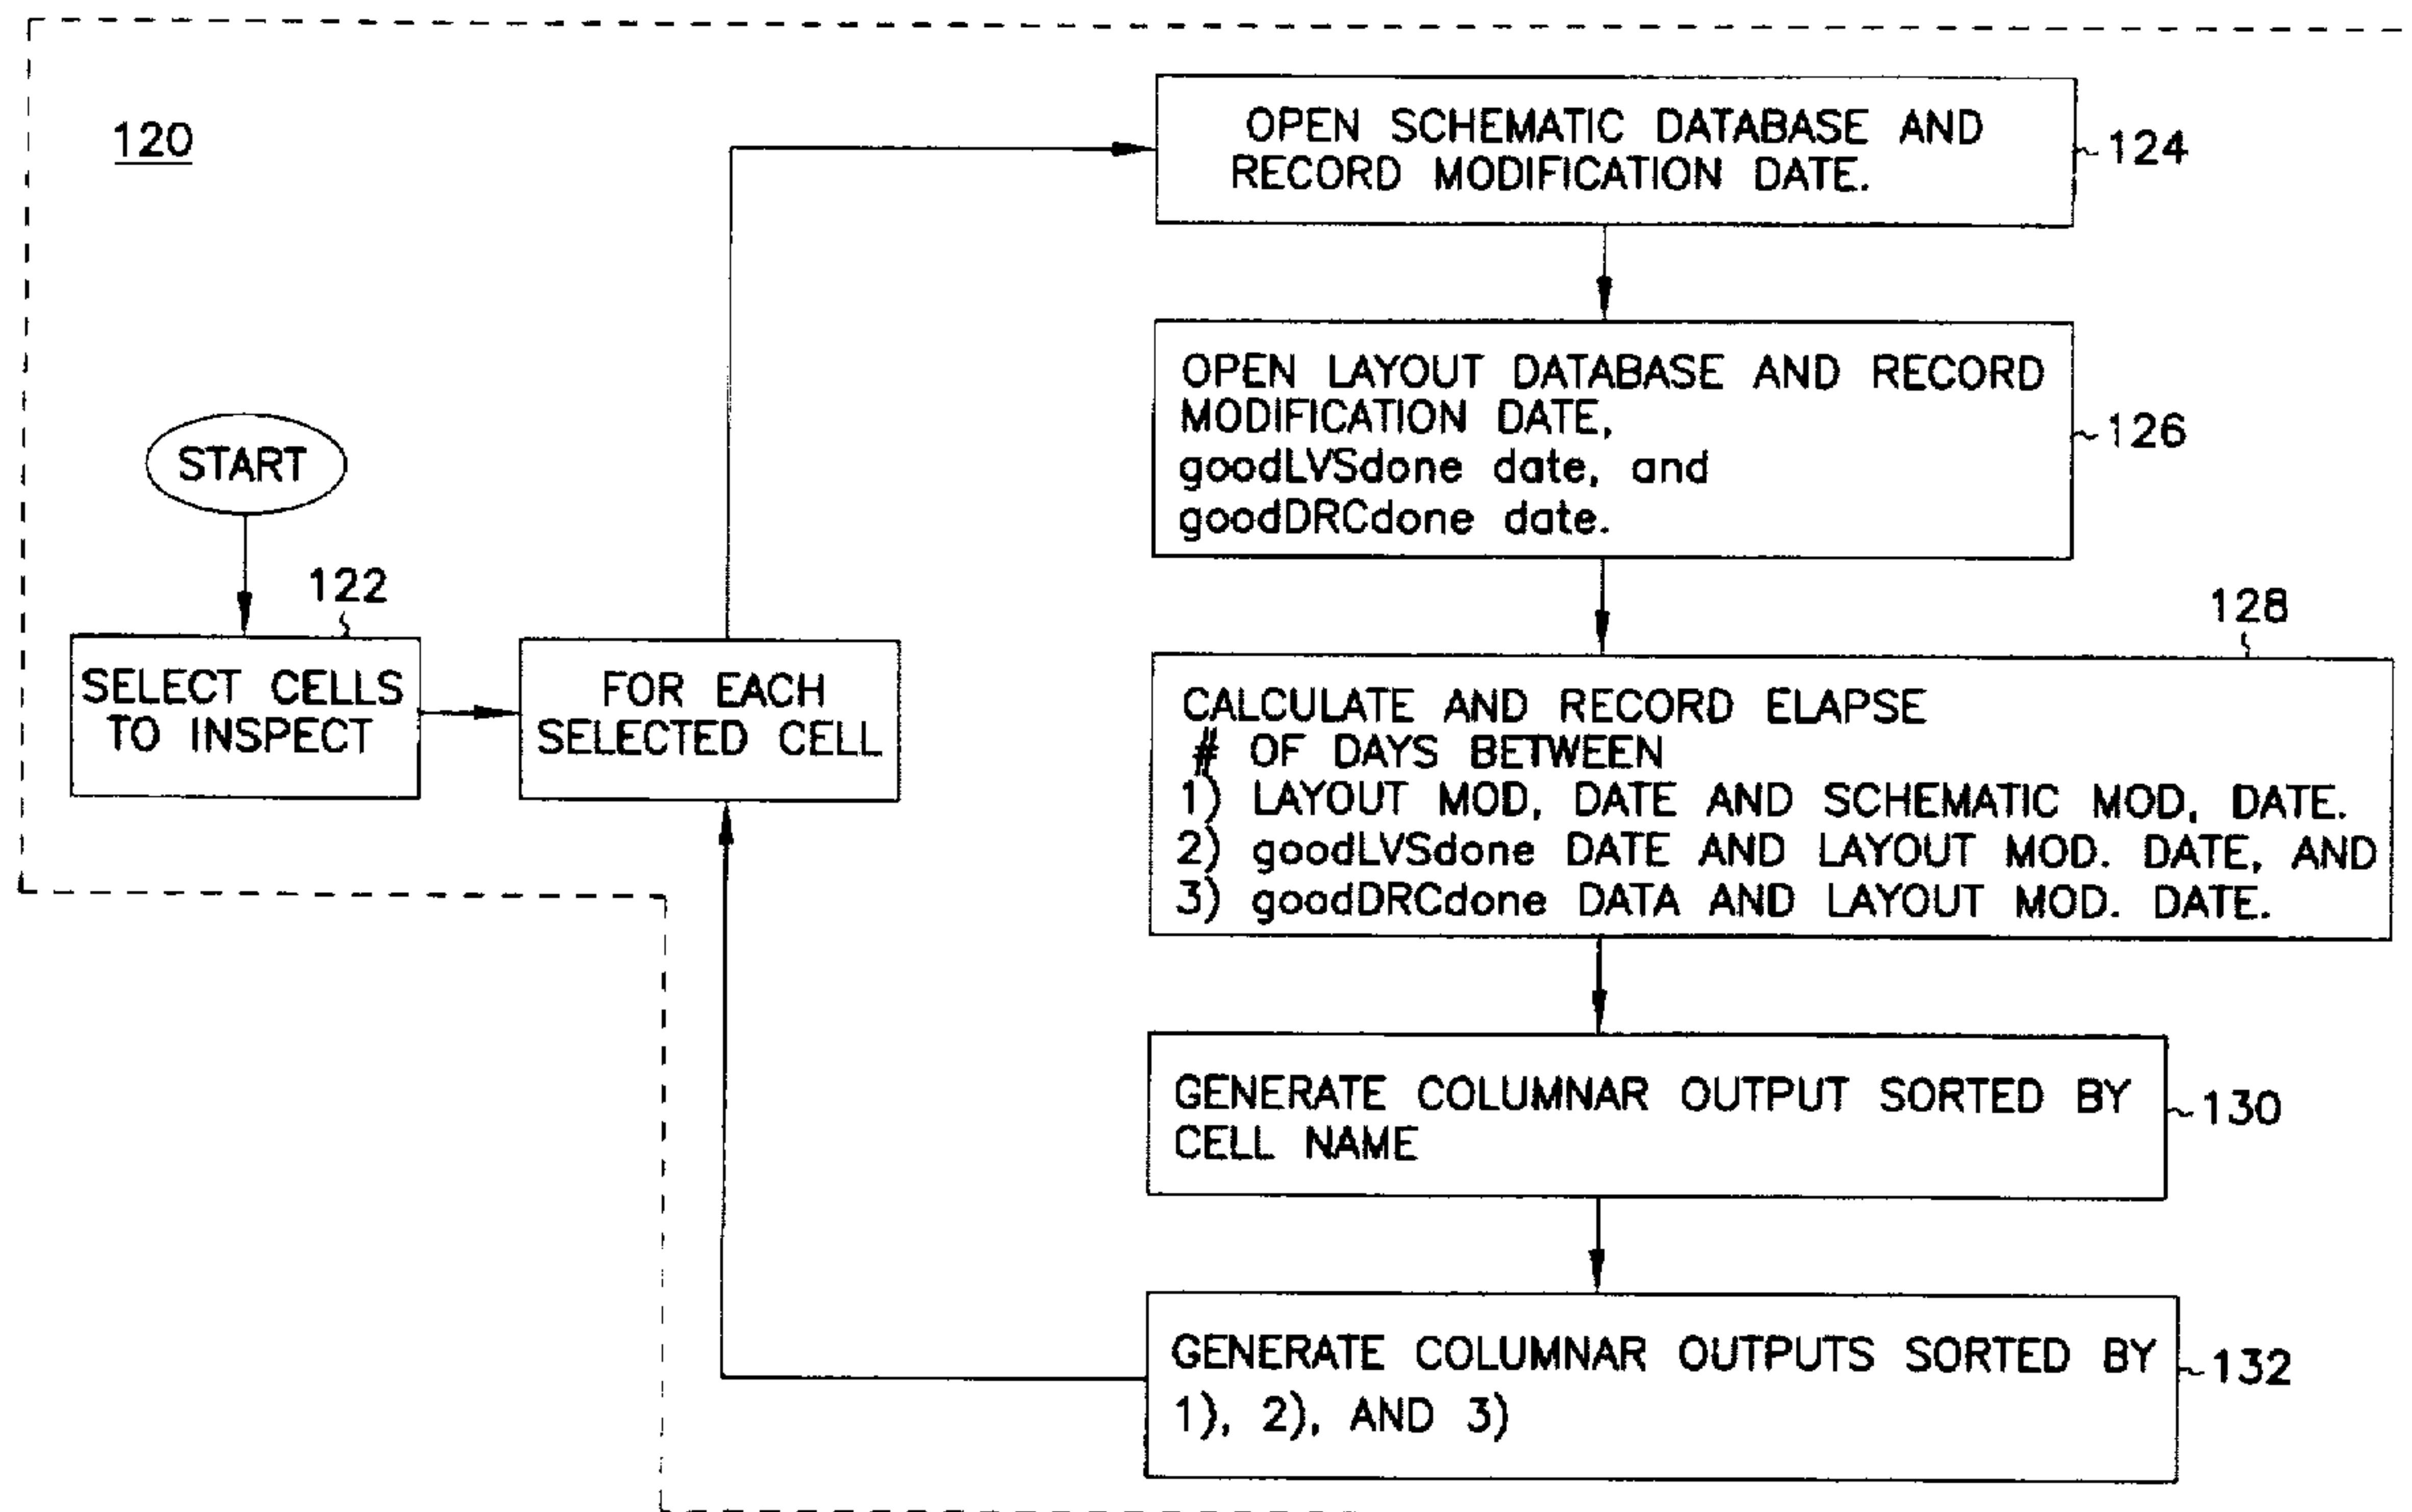 120
START
122
SELECT CELLS
TO INSPECT
FOR EACH
SELECTED CELL
OPEN SCHEMATIC DATABASE AND
RECORD MODIFICATION DATE.
124
OPEN LAYOUT DATABASE AND RECORD
MODIFICATION DATE,
goodLVSdone date, and
goodDRCdone date.
126
128
CALCULATE AND RECORD ELAPSE
# OF DAYS BETWEEN
1) LAYOUT MOD. DATE AND SCHEMATIC MOD. DATE.
2) goodLVSdone DATE AND LAYOUT MOD. DATE, AND
3) goodDRCdone DATA AND LAYOUT MOD. DATE.
GENERATE COLUMNAR OUTPUT SORTED BY
CELL NAME
130
GENERATE COLUMNAR OUTPUTS SORTED BY
1), 2), AND 3)
132